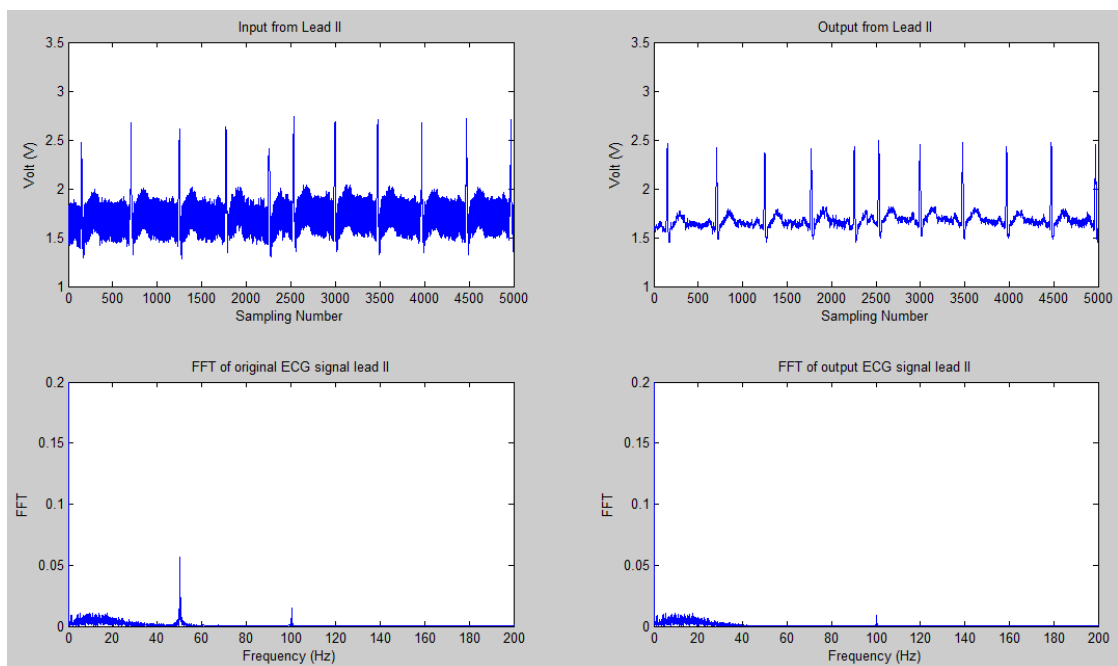 Input from Lead II
3.5
3
2.5
2
1.5
1
Volt (V)
0 500 1000 1500 2000 2500 3000 3500 4000 4500 5000
Sampling Number
Output from Lead II
3.5
3
2.5
2
1.5
1
Volt (V)
0 500 1000 1500 2000 2500 3000 3500 4000 4500 5000
Sampling Number
FFT of original ECG signal lead II
0.2
0.15
0.1
0.05
0
FFT
0 20 40 60 80 100 120 140 160 180 200
Frequency (Hz)
FFT of output ECG signal lead II
0.2
0.15
0.1
0.05
0
FFT
0 20 40 60 80 100 120 140 160 180 200
Frequency (Hz)